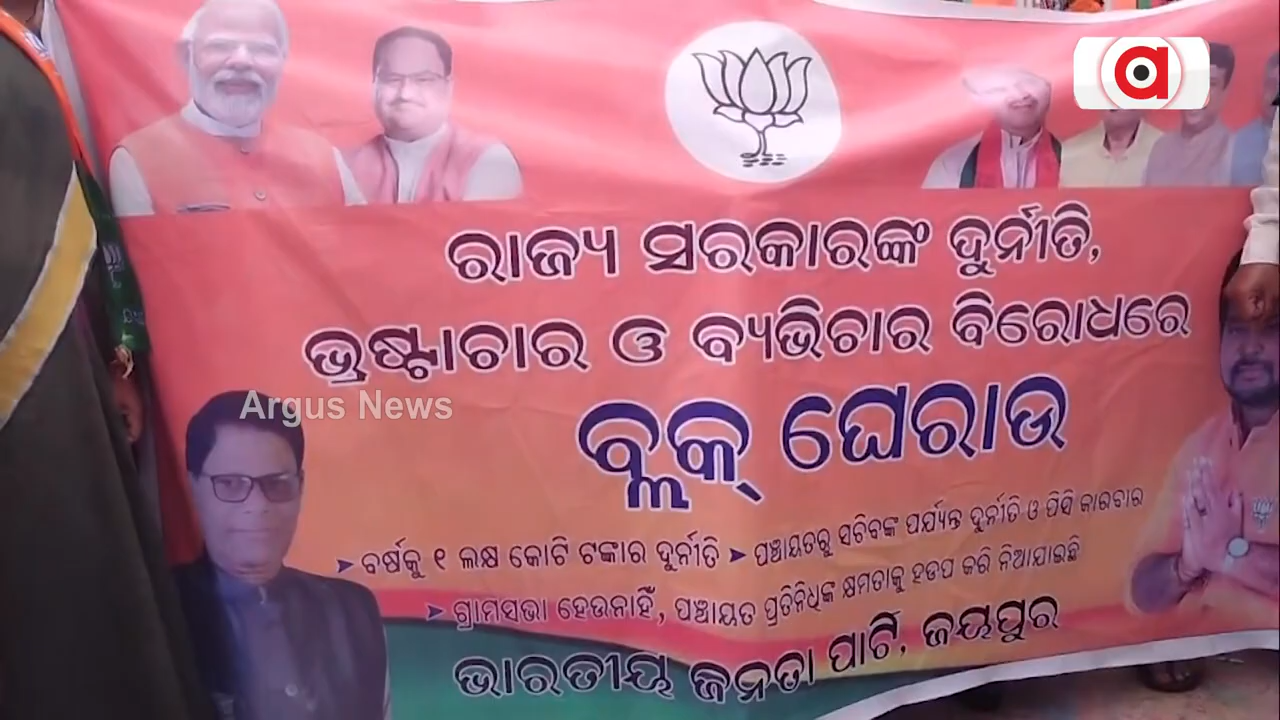 ରାଜ୍ୟ ସରକାରଙ୍କ ଦୁର୍ନୀତି,
ଭ୍ରଷ୍ଟାଚାର ଓ ବ୍ୟଭିଚାର ବିରୋଧରେ
Argus News
ବ୍ଲକ୍ ଘେରାଉ
➤ ବର୍ଷକୁ ୧ ଲକ୍ଷ କୋଟି ଟଙ୍କାର ଦୁର୍ନୀତି ➤ ପଞ୍ଚାୟତରୁ ସଚିବଙ୍କ ପର୍ଯ୍ୟନ୍ତ ଦୁର୍ନୀତି ଓ ପିସି କାରବାର
➤ ଗ୍ରାମସଭା ହେଉନାହିଁ, ପଞ୍ଚାୟତ ପ୍ରତିନିଧିଙ୍କ କ୍ଷମତାକୁ ହଡପ କରି ନିଆଯାଇଛି
ଭାରତୀୟ ଜନତା ପାର୍ଟି, ଜୟପୁର